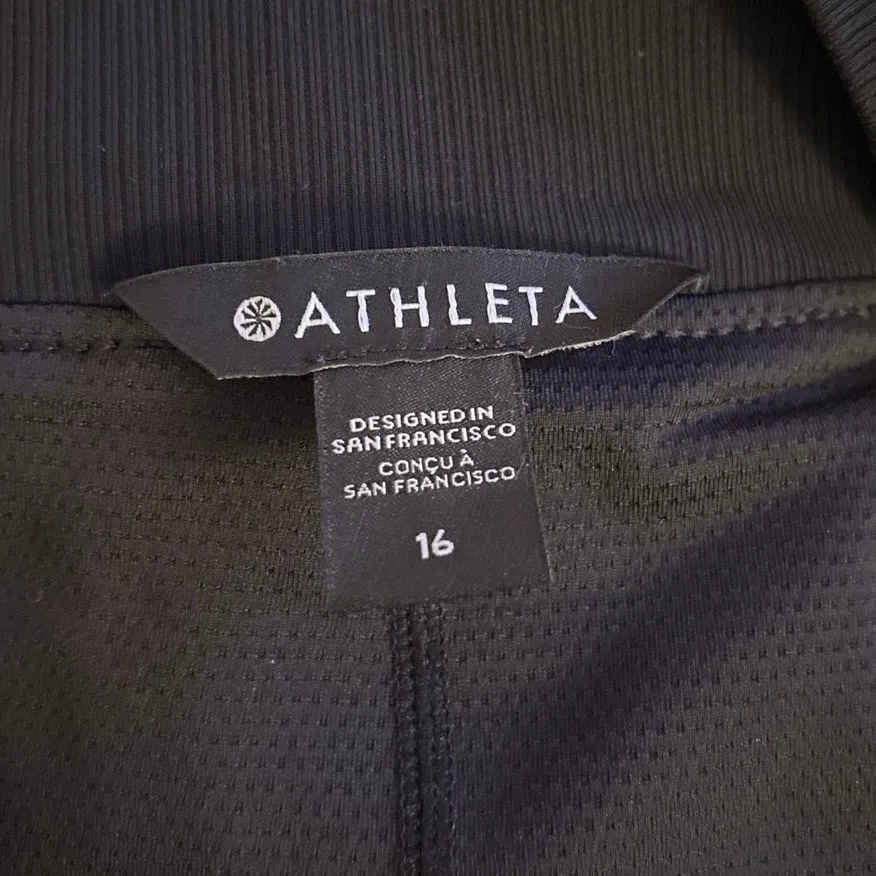 ATHLETA
DESIGNED IN
SAN FRANCISCO
CONÇU À
SAN FRANCISCO
16